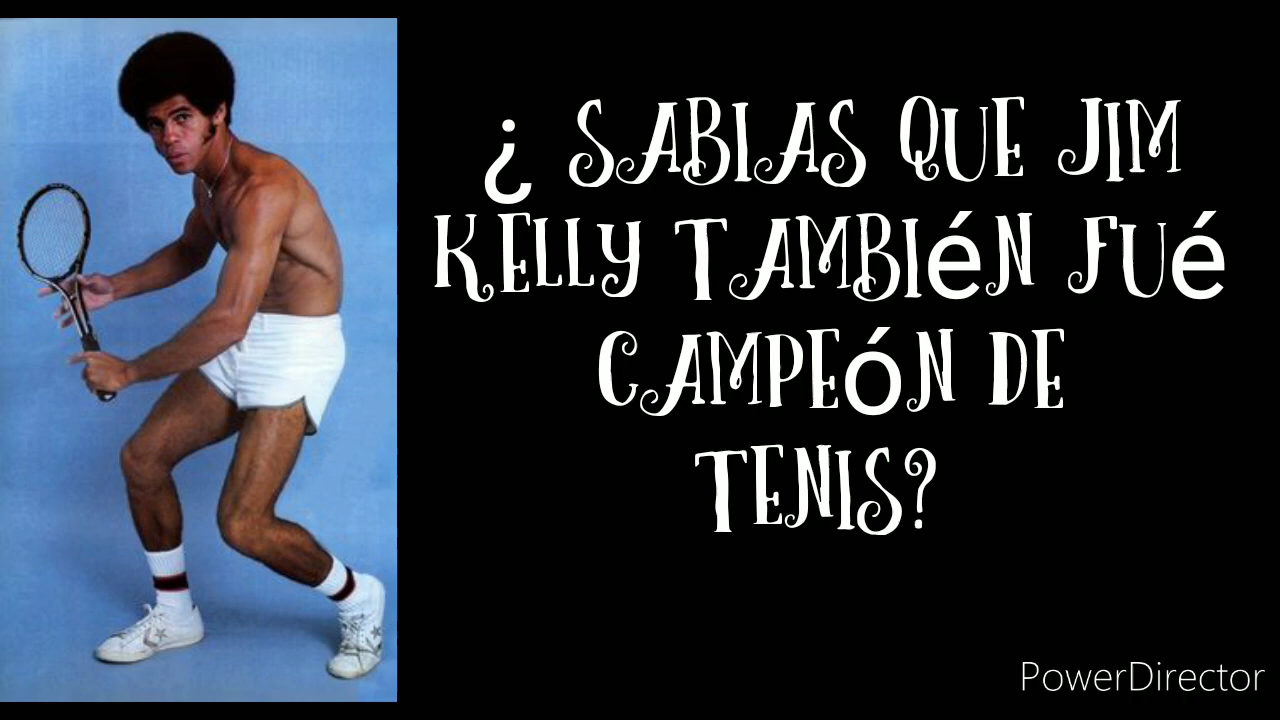 ¿ SABIAS QUE JIM
KELLY TAMBIéN FUé
CAMPEóN DE
TENIS?
PowerDirector